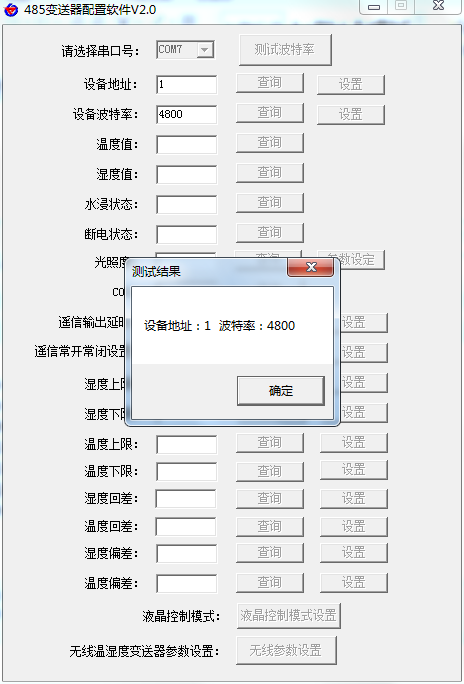 485变送器配置软件V2.0
请选择串口号： COM7 测试波特率
设备地址： 1 查询 设置
设备波特率： 4800 查询 设置
温度值： 查询
湿度值： 查询
水浸状态： 查询
断电状态： 查询
光照度 查询 参数设定
CO
测试结果
设备地址：1 波特率：4800
确定
遥信输出延时 设置
遥信常开常闭设置 设置
湿度上限 设置
湿度下限 设置
温度上限： 查询 设置
温度下限： 查询 设置
湿度回差： 查询 设置
温度回差： 查询 设置
湿度偏差： 查询 设置
温度偏差： 查询 设置
液晶控制模式： 液晶控制模式设置
无线温湿度变送器参数设置： 无线参数设置